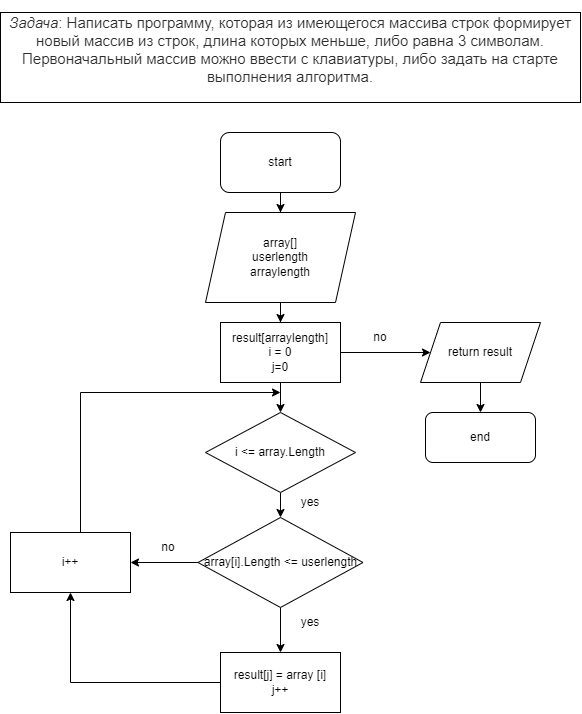 Задача: Написать программу, которая из имеющегося массива строк формирует
новый массив из строк, длина которых меньше, либо равна 3 символам.
Первоначальный массив можно ввести с клавиатуры, либо задать на старте
выполнения алгоритма.
start
array[]
userlength
arraylength
result[arraylength]
i = 0
j=0
no
return result
end
i <= array.Length
yes
array[i].Length <= userlength
no
i++
yes
result[j] = array [i]
j++